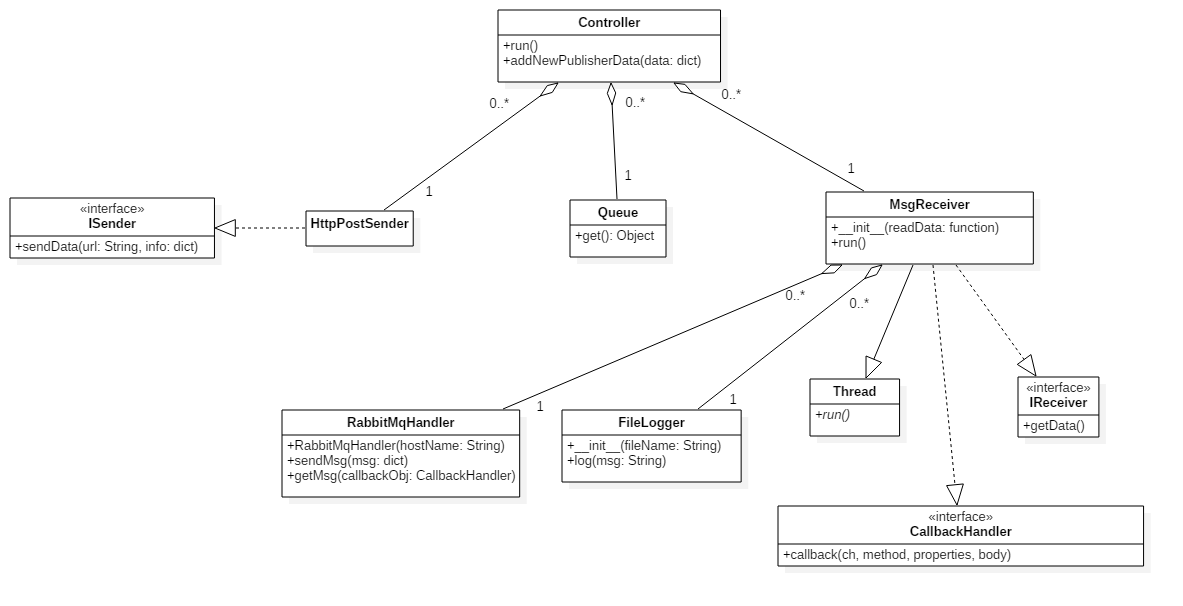 Controller
+run()
+addNewPublisherData(data: dict)
0..*
0..*
0..*
1
1
1
«interface»
ISender
+sendData(url: String, info: dict)
HttpPostSender
Queue
+get(): Object
MsgReceiver
+__init__(readData: function)
+run()
0..*
0..*
1
1
RabbitMqHandler
+RabbitMqHandler(hostName: String)
+sendMsg(msg: dict)
+getMsg(callbackObj: CallbackHandler)
FileLogger
+__init__(fileName: String)
+log(msg: String)
Thread
+run()
«interface»
IReceiver
+getData()
«interface»
CallbackHandler
+callback(ch, method, properties, body)